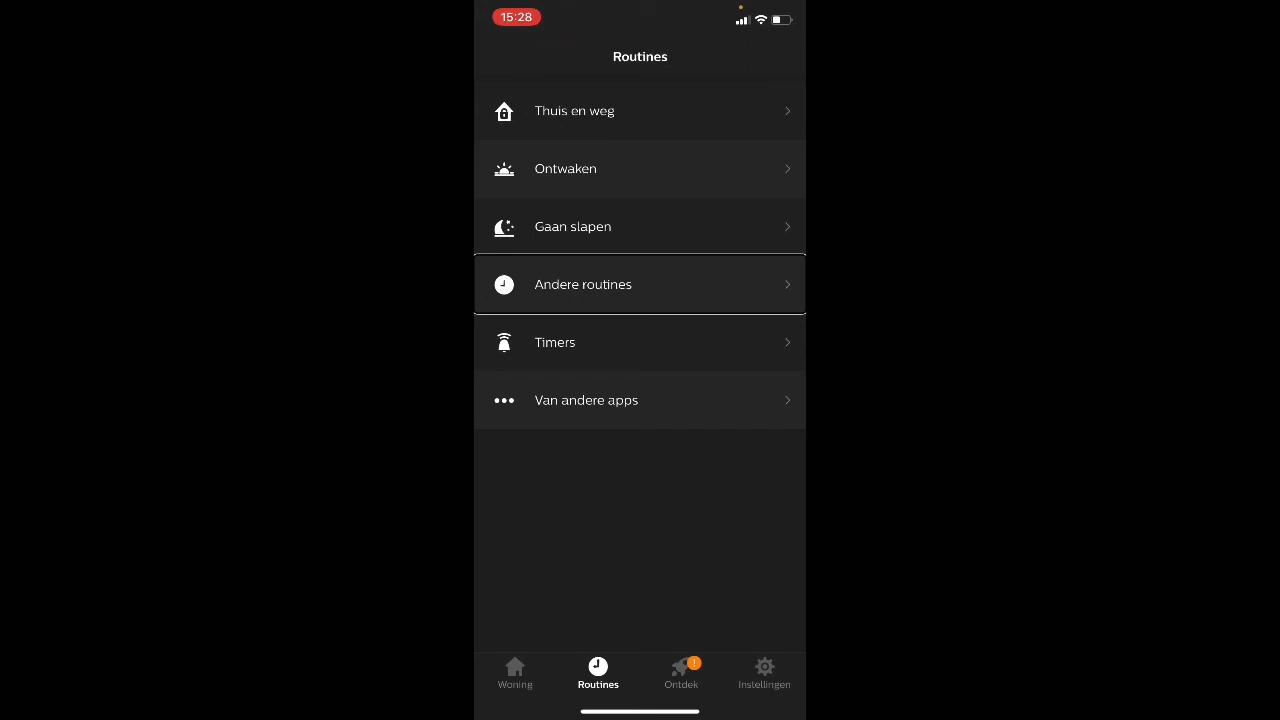 15:28
Routines
Thuis en weg
Ontwaken
Gaan slapen
Andere routines
Timers
Van andere apps
!
Woning
Routines
Ontdek
Instellingen